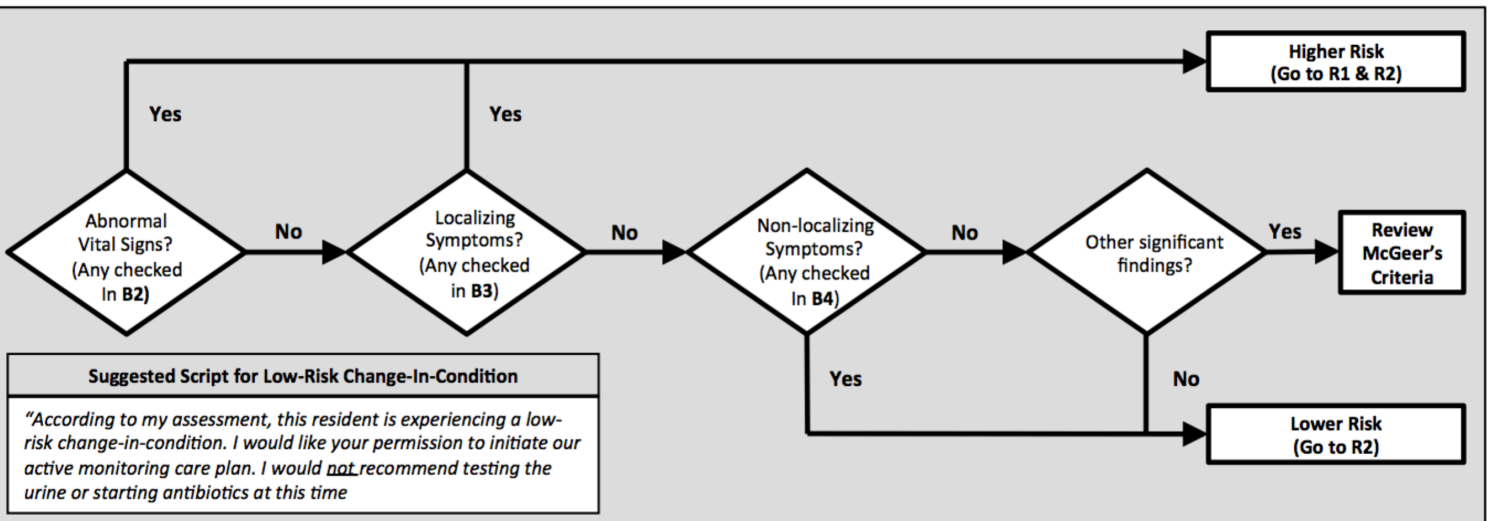 Higher Risk
(Go to R1 & R2)
Yes
Yes
Abnormal
Vital Signs?
(Any checked
In B2)
No
Localizing
Symptoms?
(Any checked
in B3)
No
Non-localizing
Symptoms?
(Any checked
In B4)
No
Other significant
findings?
Yes
Review
McGeer's
Criteria
Suggested Script for Low-Risk Change-In-Condition
"According to my assessment, this resident is experiencing a low-
risk change-in-condition. I would like your permission to initiate our
active monitoring care plan. I would not recommend testing the
urine or starting antibiotics at this time
Yes
No
Lower Risk
(Go to R2)